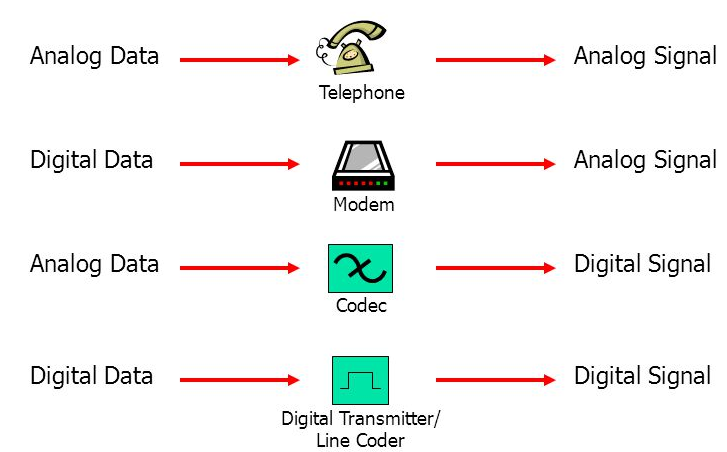 Analog Data
Analog Signal
Telephone
Digital Data
Analog Signal
Modem
Analog Data
Digital Signal
Codec
Digital Data
Digital Signal
Digital Transmitter/
Line Coder